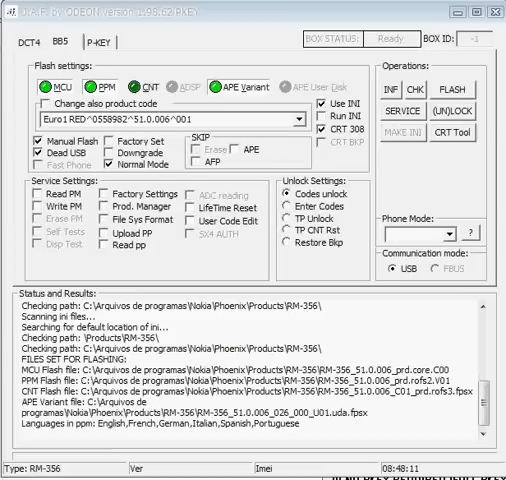 J.A.F. by ODEON version 1.98.62 PKEY
DCT4 BB5 P-KEY
BOX STATUS: Ready BOX ID: -1
Flash settings:
MCU PPM CNT ADSP APE Variant APE User Disk
Change also product code
Euro1 RED^0558982^51.0.006^001
Use INI
Run INI
CRT 308
CRT BKP
Manual Flash Factory Set
Dead USB Downgrade
Fast Phone Normal Mode
SKIP
Erase APE
AFP
Operations:
INF CHK FLASH
SERVICE (UN)LOCK
MAKE INI CRT Tool
Service Settings:
Read PM Factory Settings ADC reading
Write PM Prod. Manager LifeTime Reset
Erase PM File Sys Format User Code Edit
Self Tests Upload PP SX4 AUTH
Disp Test Read pp
Unlock Settings:
Codes unlock
Enter Codes
TP Unlock
TP CNT Rst
Restore Bkp
Phone Mode:
?
Communication mode:
USB FBUS
Status and Results:
Checking path: C:\Arquivos de programas\Nokia\Phoenix\Products\RM-356\
Scanning ini files...
Searching for default location of ini...
Checking path: \Products\RM-356\
Checking path: C:\Arquivos de programas\Nokia\Phoenix\Products\RM-356\
FILES SET FOR FLASHING:
MCU Flash file: C:\Arquivos de programas\Nokia\Phoenix\Products\RM-356\RM-356_51.0.006_prd.core.C00
PPM Flash file: C:\Arquivos de programas\Nokia\Phoenix\Products\RM-356\RM-356_51.0.006_prd.rofs2.V01
CNT Flash file: C:\Arquivos de programas\Nokia\Phoenix\Products\RM-356\RM-356_51.0.006_C01_prd.rofs3.fpsx
APE Variant file: C:\Arquivos de
programas\Nokia\Phoenix\Products\RM-356\RM-356_51.0.006_026_000_U01.uda.fpsx
Languages in ppm: English,French,German,Italian,Spanish,Portuguese
Type: RM-356 Ver Imei 08:48:11